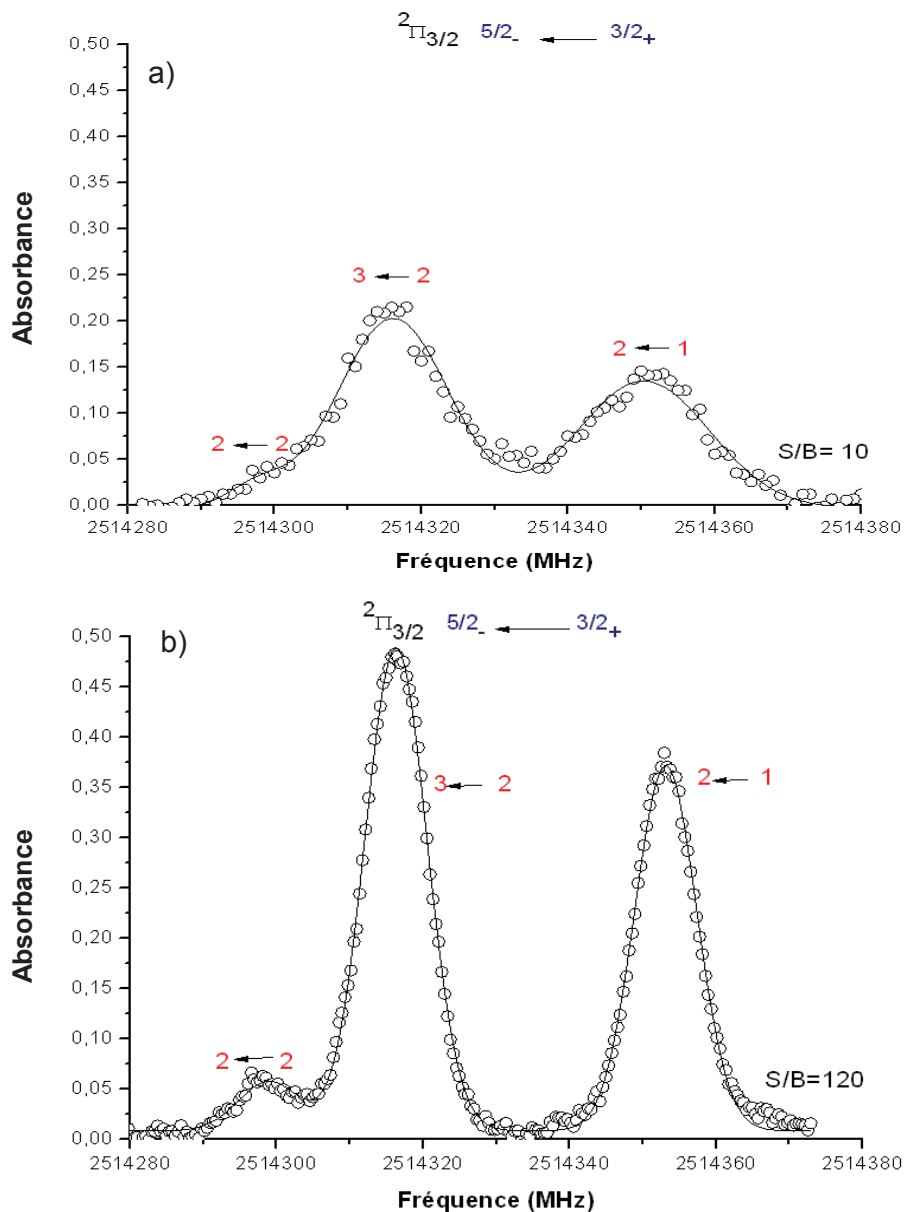 ²Π₃/₂ 5/2₋ ← 3/2₊
a)
0,50
0,45
0,40
0,35
0,30
0,25
0,20
0,15
0,10
0,05
0,00
Absorbance
3 ← 2
2 ← 1
2 ← 2
S/B= 10
2514280 2514300 2514320 2514340 2514360 2514380
Fréquence (MHz)
²Π₃/₂ 5/2₋ ← 3/2₊
b)
0,50
0,45
0,40
0,35
0,30
0,25
0,20
0,15
0,10
0,05
0,00
Absorbance
3 ← 2
2 ← 1
2 ← 2
S/B=120
2514280 2514300 2514320 2514340 2514360 2514380
Fréquence (MHz)